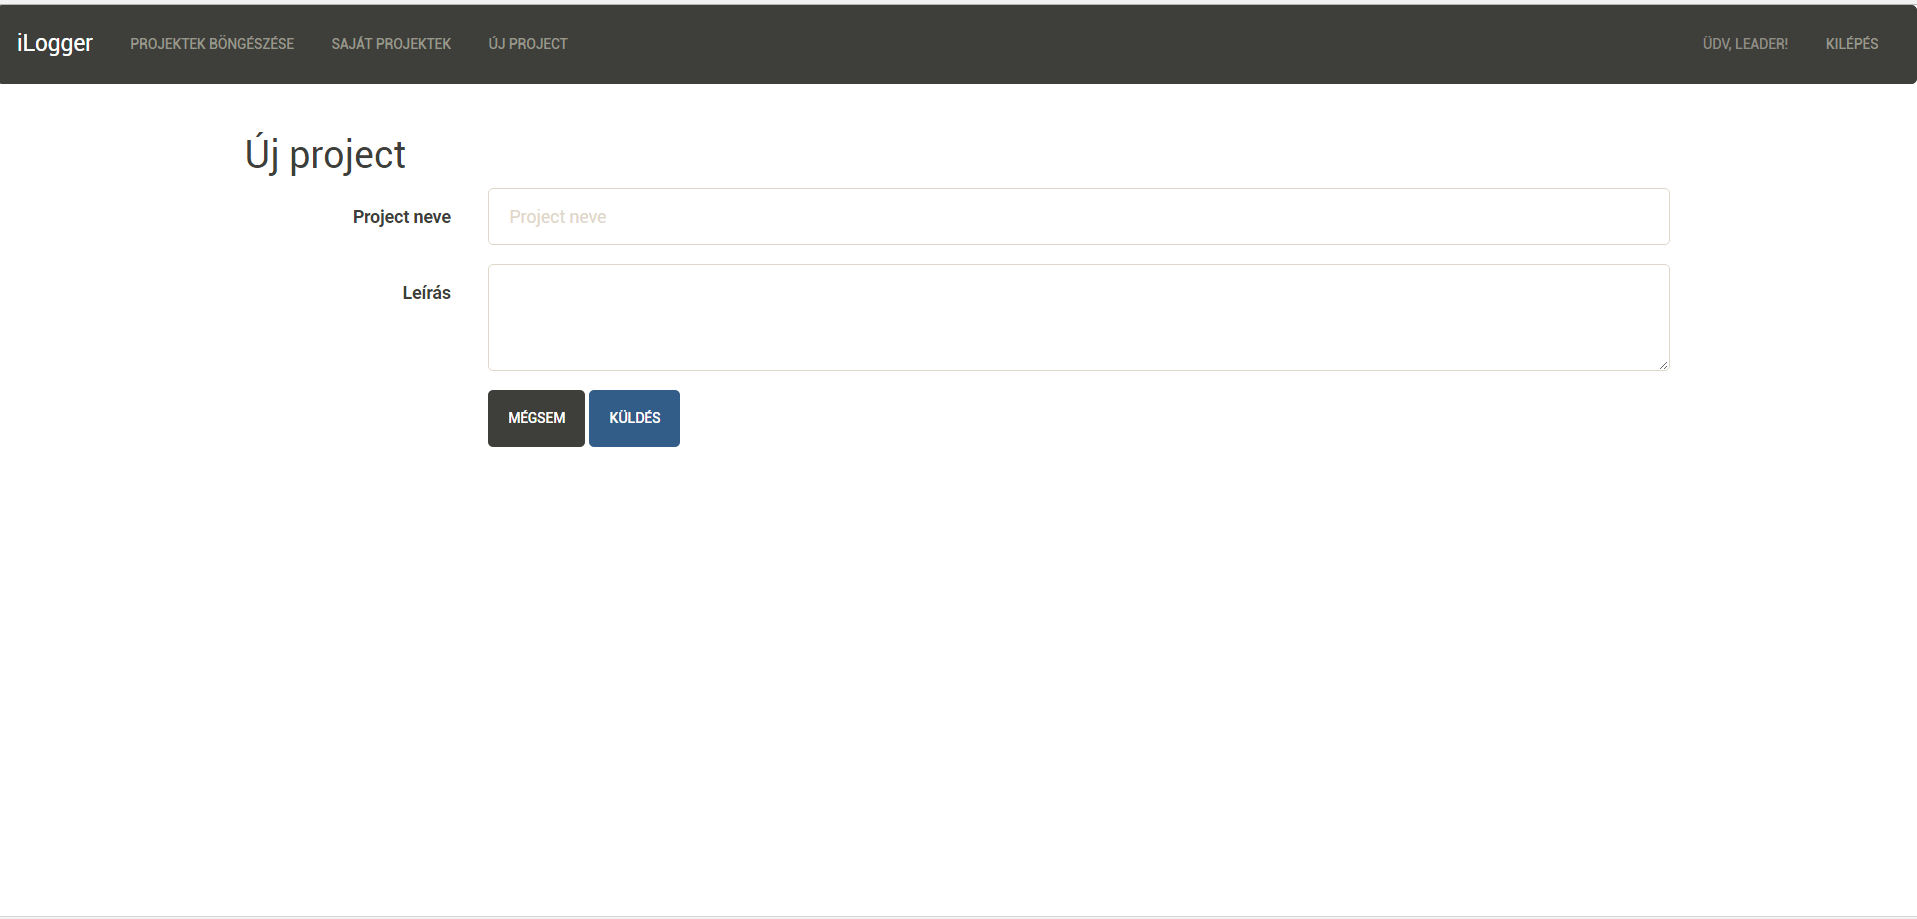 iLogger PROJEKTEK BÖNGÉSZÉSE SAJÁT PROJEKTEK ÚJ PROJECT ÜDV, LEADER! KILÉPÉS
Új project
Project neve Project neve
Leírás
MÉGSEM KÜLDÉS